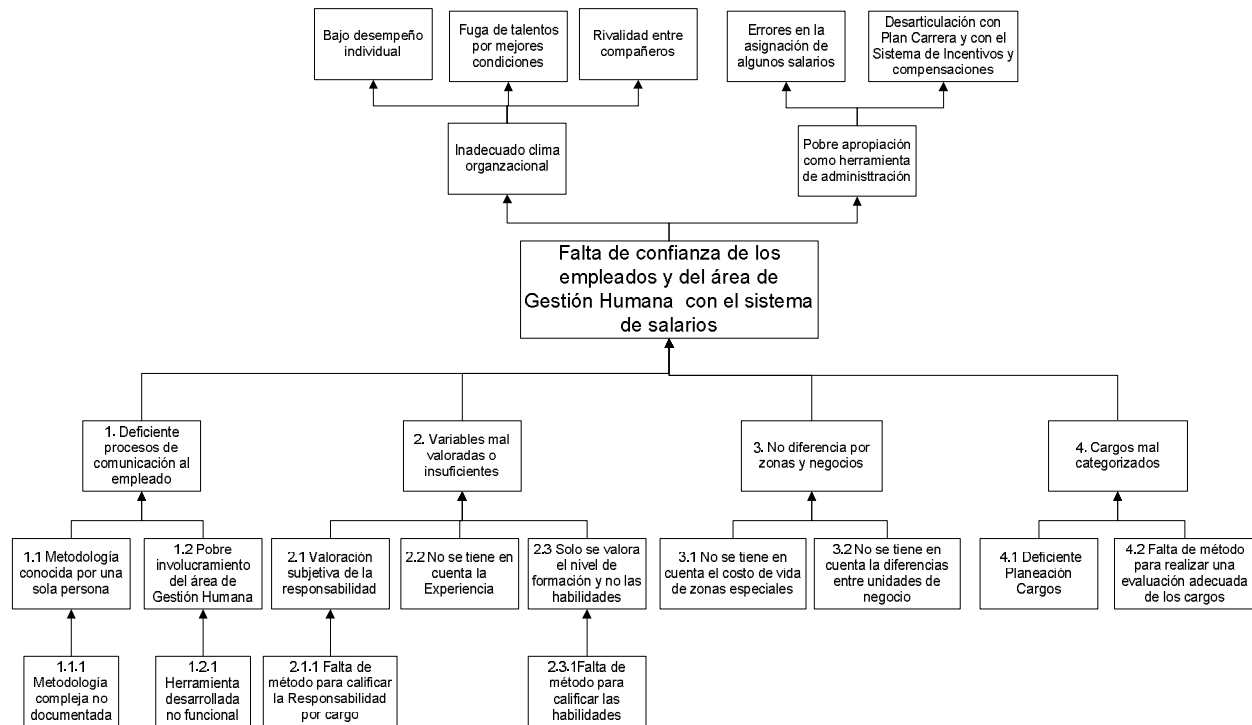 Bajo desempeño
individual
Fuga de talentos
por mejores
condiciones
Rivalidad entre
compañeros
Errores en la
asignación de
algunos salarios
Desarticulación con
Plan Carrera y con el
Sistema de Incentivos y
compensaciones
Inadecuado clima
organzacional
Pobre apropiación
como herramienta
de administtración
Falta de confianza de los
empleados y del área de
Gestión Humana con el sistema
de salarios
1. Deficiente
procesos de
comunicación al
empleado
2. Variables mal
valoradas o
insuficientes
3. No diferencia por
zonas y negocios
4. Cargos mal
categorizados
1.1 Metodología
conocida por una
sola persona
1.2 Pobre
involucramiento
del área de
Gestión Humana
2.1 Valoración
subjetiva de la
responsabilidad
2.2 No se tiene en
cuenta la
Experiencia
2.3 Solo se valora
el nivel de
formación y no las
habilidades
3.1 No se tiene en
cuenta el costo de vida
de zonas especiales
3.2 No se tiene en
cuenta la diferencias
entre unidades de
negocio
4.1 Deficiente
Planeación
Cargos
4.2 Falta de método
para realizar una
evaluación adecuada
de los cargos
1.1.1
Metodología
compleja no
documentada
1.2.1
Herramienta
desarrollada
no funcional
2.1.1 Falta de
método para calificar
la Responsabilidad
por cargo
2.3.1Falta de
método para
calificar las
habilidades